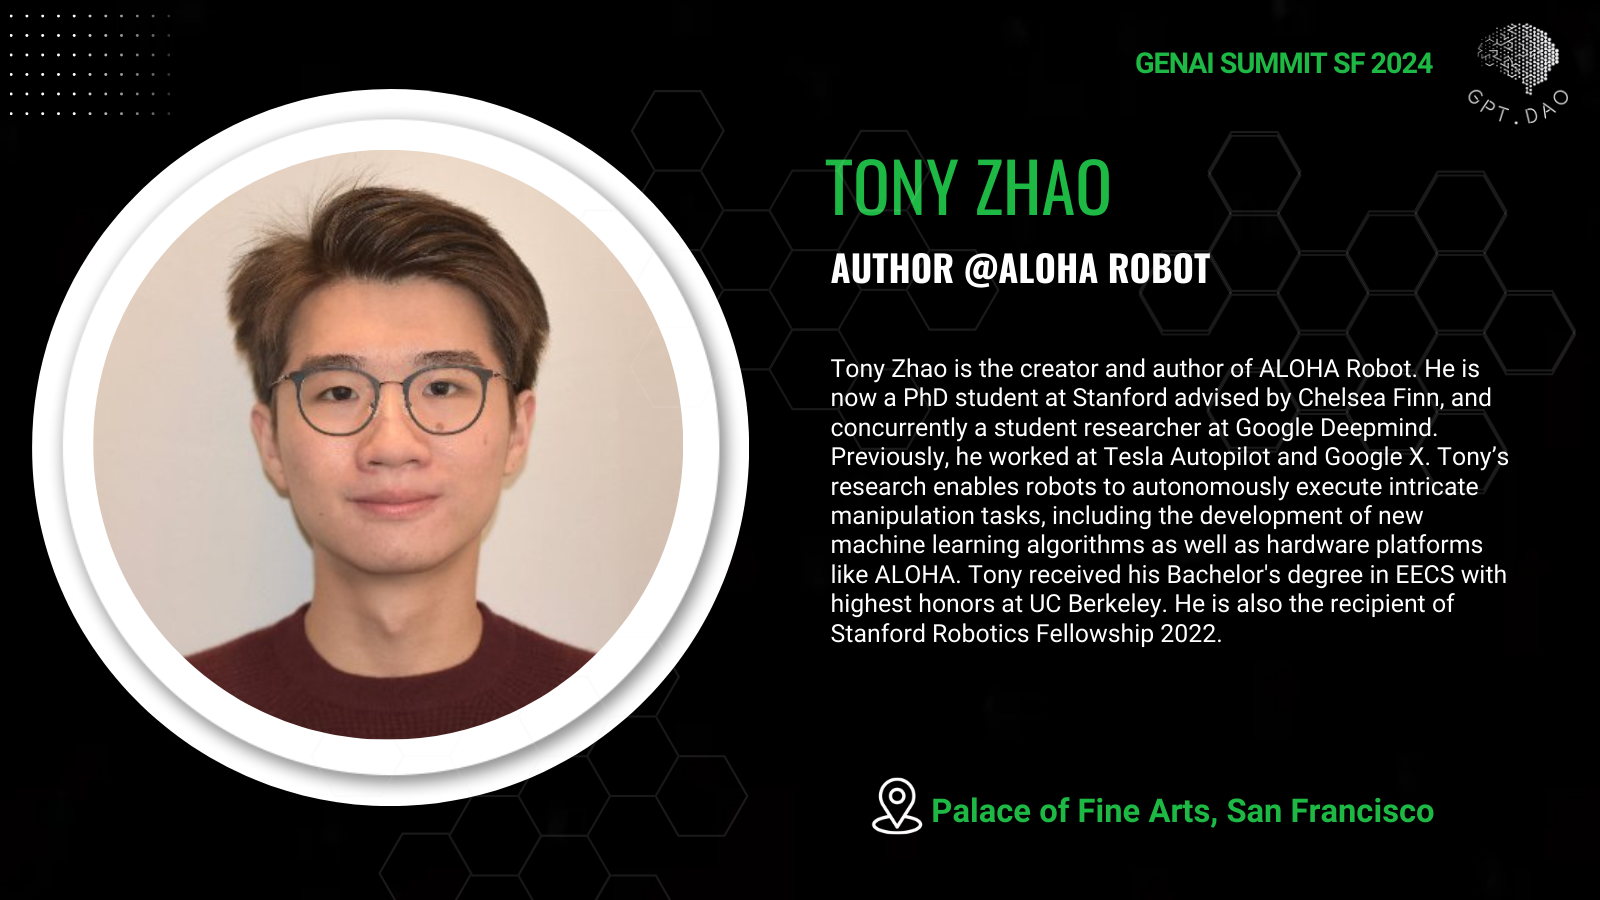 GENAI SUMMIT SF 2024
GPT.DAO
TONY ZHAO
AUTHOR @ALOHA ROBOT
Tony Zhao is the creator and author of ALOHA Robot. He is
now a PhD student at Stanford advised by Chelsea Finn, and
concurrently a student researcher at Google Deepmind.
Previously, he worked at Tesla Autopilot and Google X. Tony’s
research enables robots to autonomously execute intricate
manipulation tasks, including the development of new
machine learning algorithms as well as hardware platforms
like ALOHA. Tony received his Bachelor's degree in EECS with
highest honors at UC Berkeley. He is also the recipient of
Stanford Robotics Fellowship 2022.
Palace of Fine Arts, San Francisco